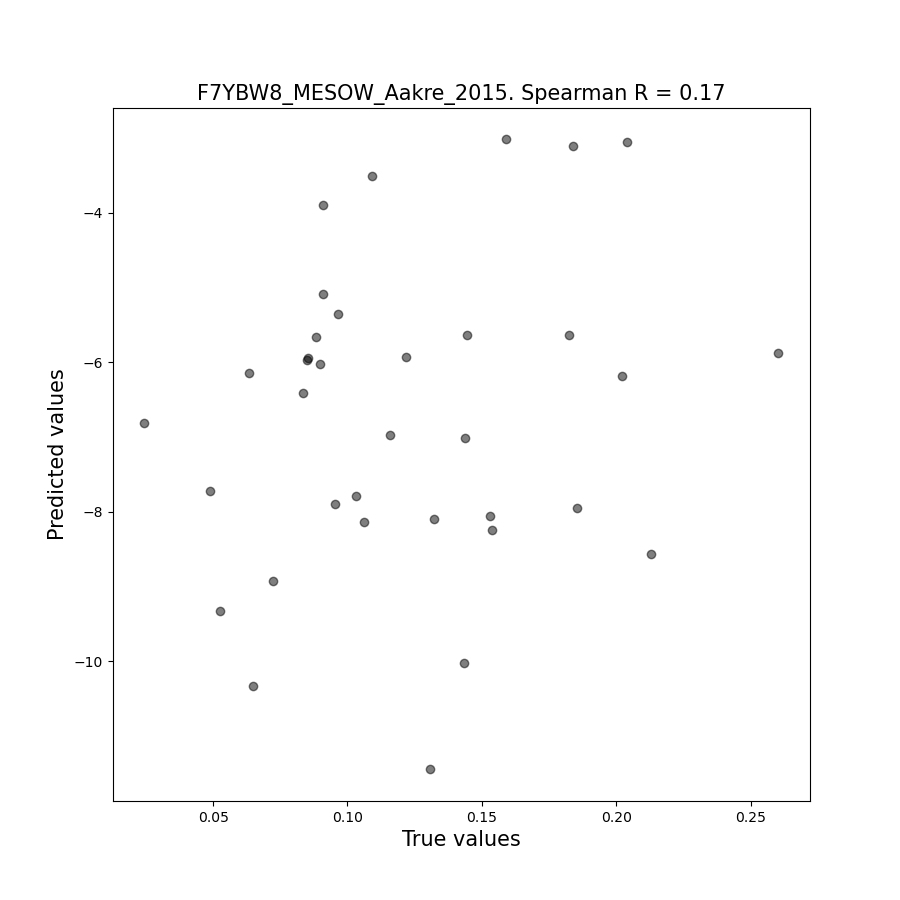 F7YBW8_MESOW_Aakre_2015. Spearman R = 0.17
−4
−6
−8
−10
Predicted values
0.05 0.10 0.15 0.20 0.25
True values